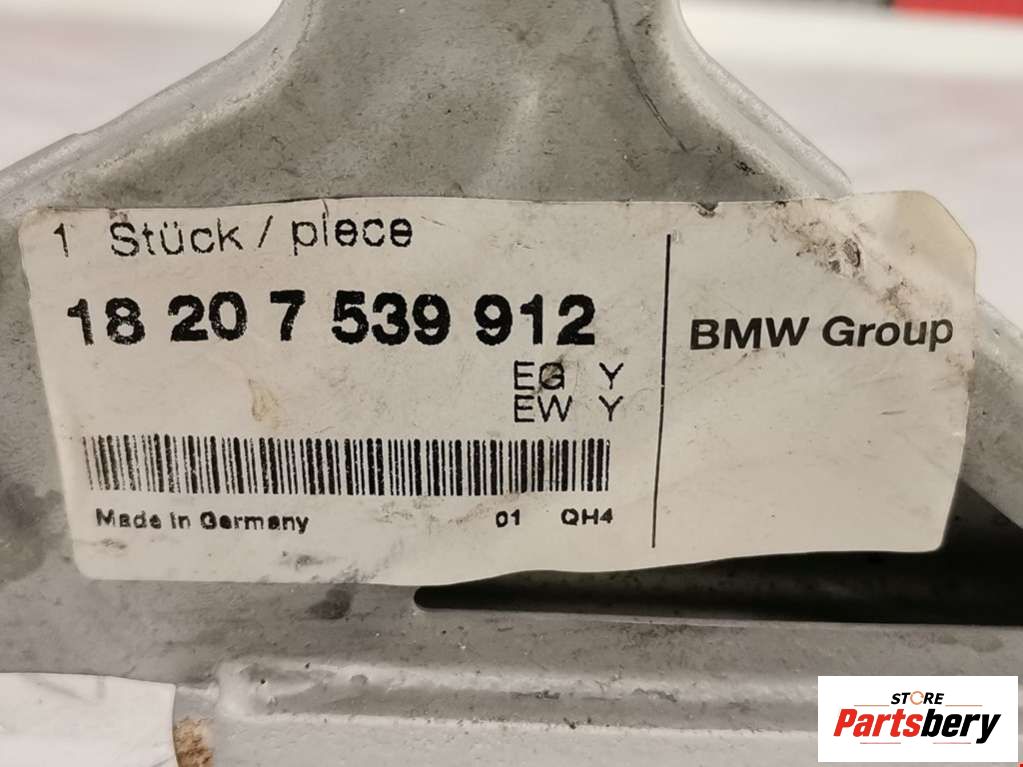 1 Stück / piece
18 20 7 539 912
EG Y
EW Y
BMW Group
Made in Germany 01 QH4
STORE
Partsbery